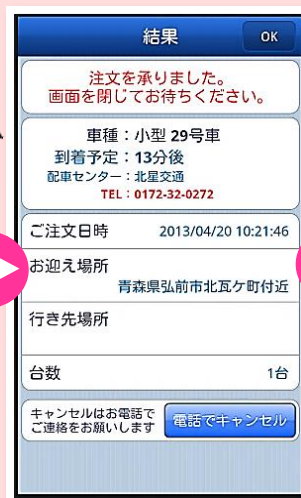 結果
OK
注文を承りました。
画面を閉じてお待ちください。
車種：小型 29号車
到着予定：13分後
配車センター：北星交通
TEL：0172-32-0272
ご注文日時 2013/04/20 10:21:46
お迎え場所
青森県弘前市北瓦ケ町付近
行き先場所
台数 1台
キャンセルはお電話で
ご連絡をお願いします
電話でキャンセル